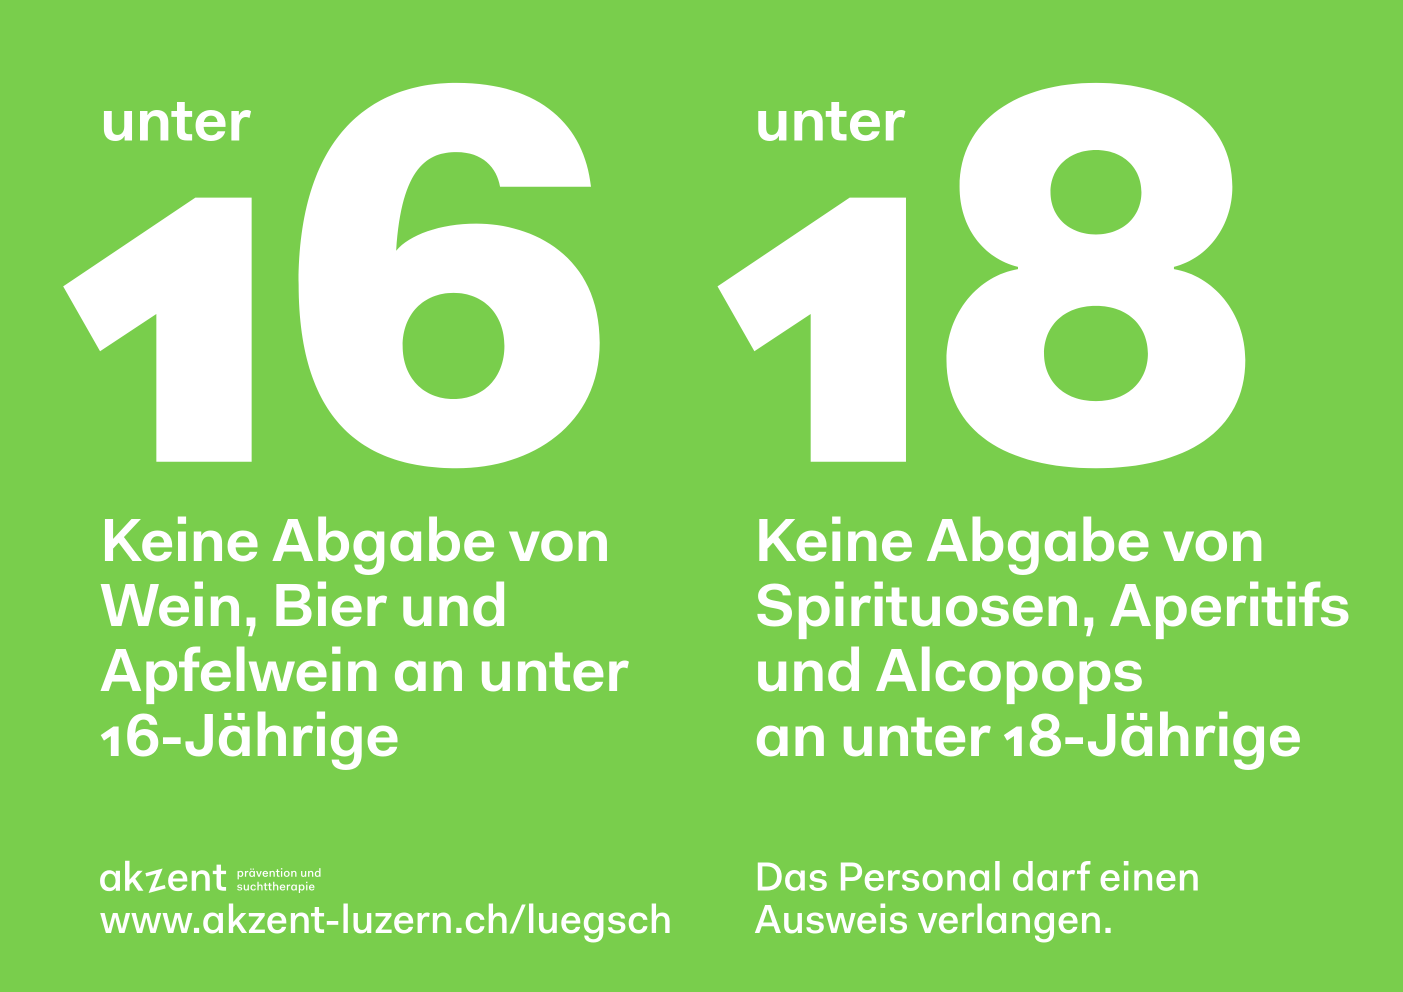 unter
16
Keine Abgabe von
Wein, Bier und
Apfelwein an unter
16-Jährige
akzent prävention und
suchttherapie
www.akzent-luzern.ch/luegsch
unter
18
Keine Abgabe von
Spirituosen, Aperitifs
und Alcopops
an unter 18-Jährige
Das Personal darf einen
Ausweis verlangen.